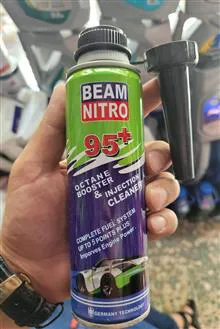 BEAM
NITRO
95+
OCTANE
BOOSTER
& INJECTION
CLEANER
COMPLETE FUEL SYSTEM
UP TO 5 POINTS PLUS
Imporves Engine Power
GERMANY TECHNOLOGY